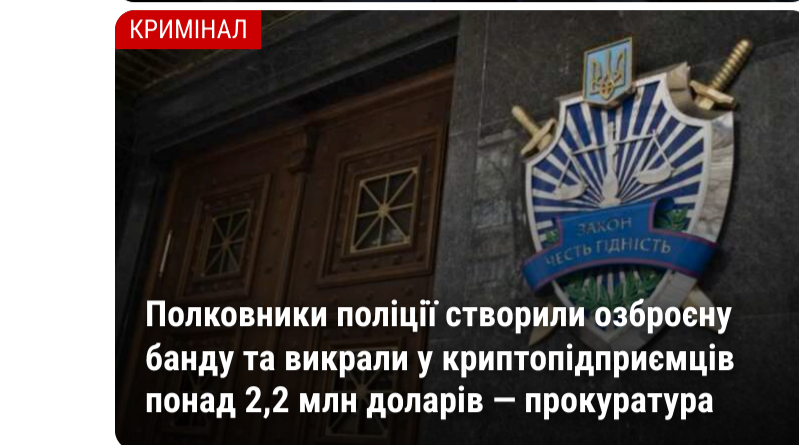 КРИМІНАЛ
ЗАКОН
ЧЕСТЬ ГІДНІСТЬ
Полковники поліції створили озброєну
банду та викрали у криптопідприємців
понад 2,2 млн доларів — прокуратура